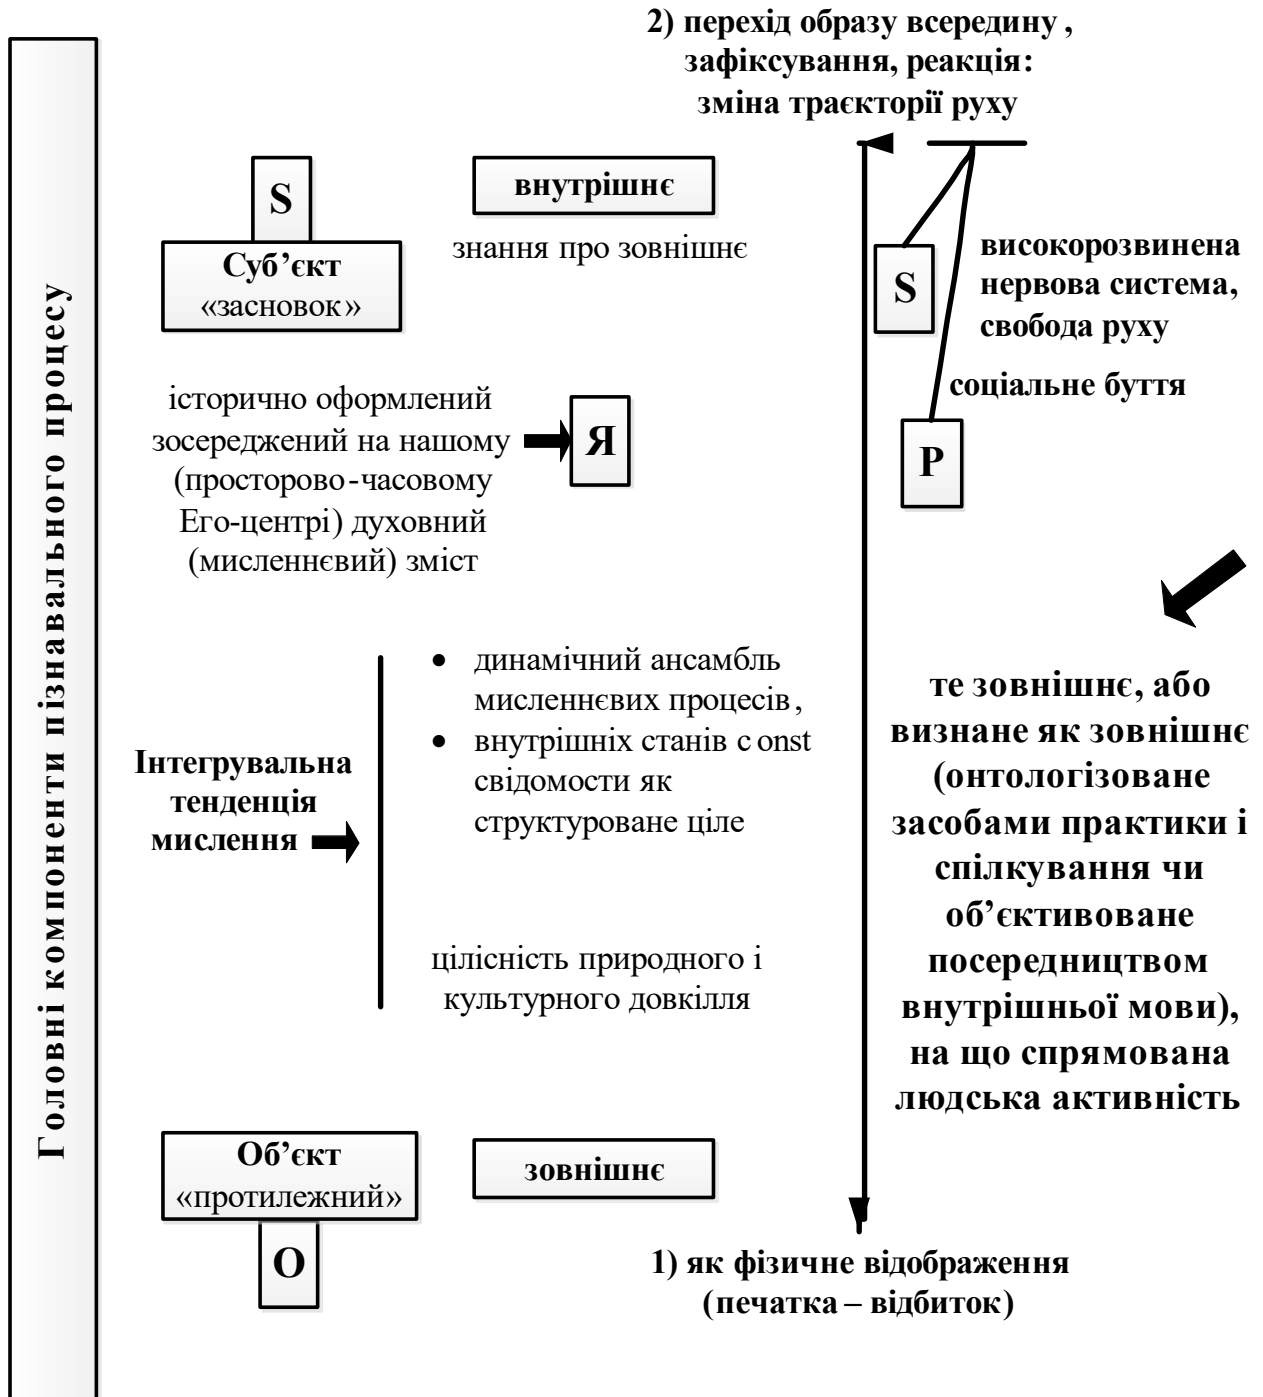 Головні компоненти пізнавального процесу
2) перехід образу всередину ,
зафіксування, реакція:
зміна траєкторії руху
S
Суб’єкт
«засновок»
внутрішнє
знання про зовнішнє
S
високорозвинена
нервова система,
свобода руху
соціальне буття
P
історично оформлений
зосереджений на нашому
(просторово-часовому
Его-центрі) духовний
(мисленнєвий) зміст
Я
Інтегрувальна
тенденція
мислення
• динамічний ансамбль
мисленнєвих процесів,
• внутрішніх станів const
свідомости як
структуроване ціле
цілісність природного і
культурного довкілля
те зовнішнє, або
визнане як зовнішнє
(онтологізоване
засобами практики і
спілкування чи
об’єктивоване
посередництвом
внутрішньої мови),
на що спрямована
людська активність
Об’єкт
«протилежний»
О
зовнішнє
1) як фізичне відображення
(печатка – відбиток)